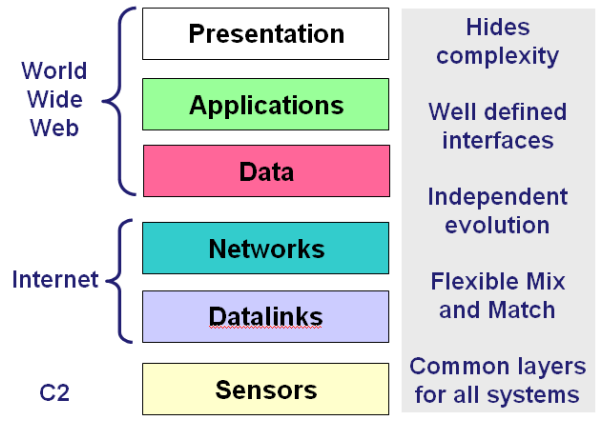 World
Wide
Web
Internet
C2
Presentation
Applications
Data
Networks
Datalinks
Sensors
Hides
complexity
Well defined
interfaces
Independent
evolution
Flexible Mix
and Match
Common layers
for all systems